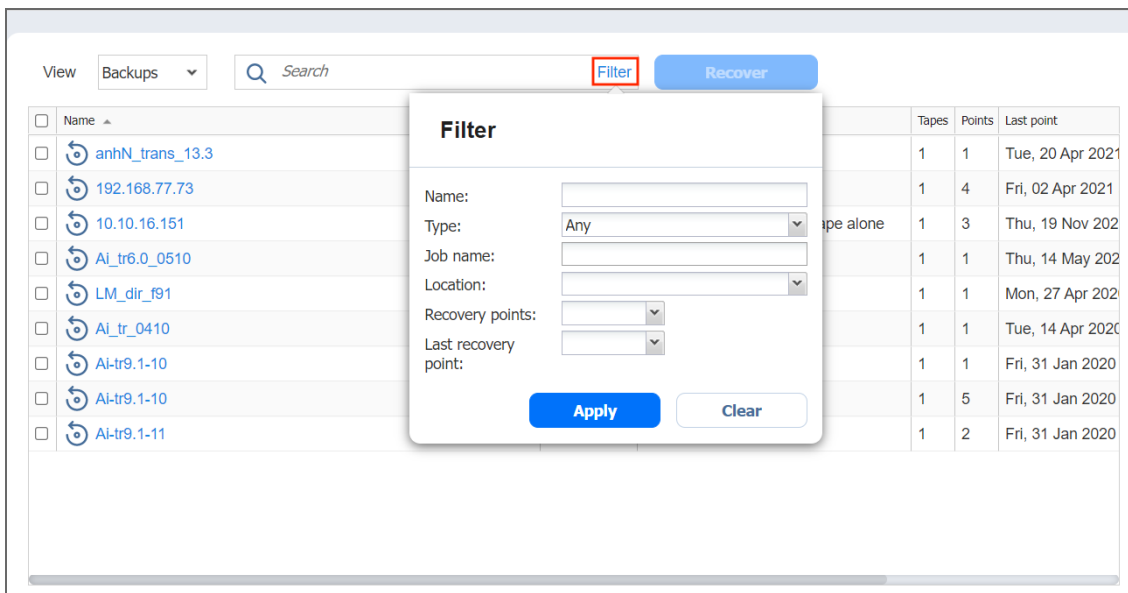 View Backups Search Filter Recover
Name Tapes Points Last point
anhN_trans_13.3 1 1 Tue, 20 Apr 2021
192.168.77.73 1 4 Fri, 02 Apr 2021
10.10.16.151 alone 1 3 Thu, 19 Nov 202
Ai_tr6.0_0510 1 1 Thu, 14 May 202
LM_dir_f91 1 1 Mon, 27 Apr 202
Ai_tr_0410 1 1 Tue, 14 Apr 2020
Ai-tr9.1-10 1 1 Fri, 31 Jan 2020
Ai-tr9.1-10 1 5 Fri, 31 Jan 2020
Ai-tr9.1-11 1 2 Fri, 31 Jan 2020
Filter
Name:
Type: Any
Job name:
Location:
Recovery points:
Last recovery
point:
Apply Clear